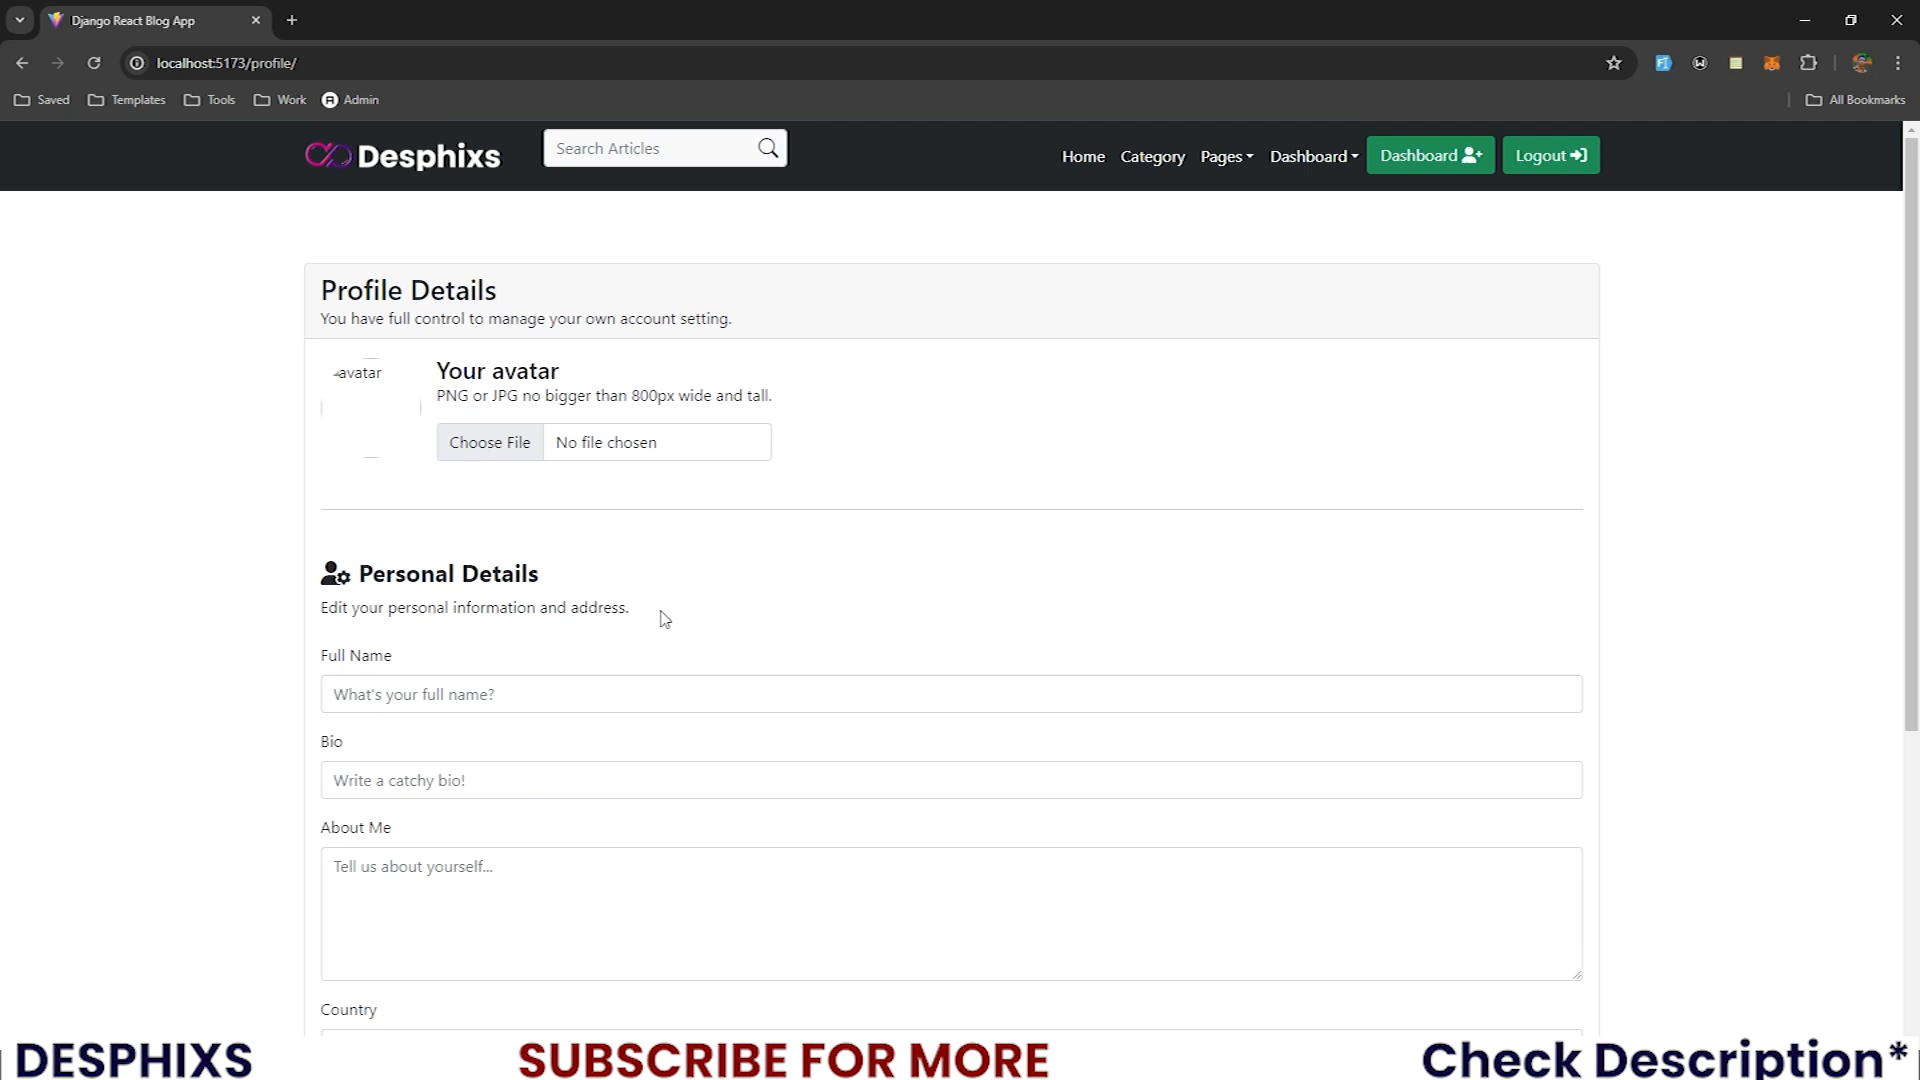 Django React Blog App
localhost:5173/profile/
Saved Templates Tools Work Admin All Bookmarks
Desphixs Search Articles Home Category Pages Dashboard Dashboard Logout
Profile Details
You have full control to manage your own account setting.
avatar
Your avatar
PNG or JPG no bigger than 800px wide and tall.
Choose File No file chosen
Personal Details
Edit your personal information and address.
Full Name
What's your full name?
Bio
Write a catchy bio!
About Me
Tell us about yourself...
Country
DESPHIXS SUBSCRIBE FOR MORE Check Description*